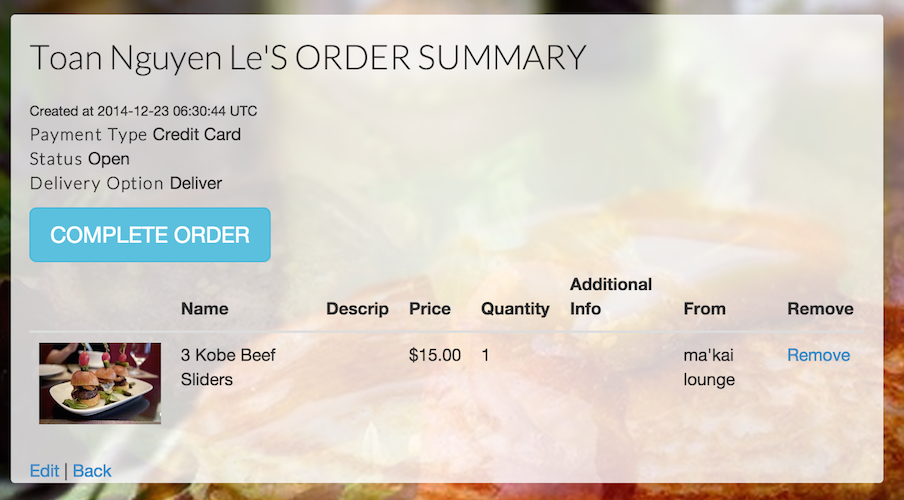 Toan Nguyen Le'S ORDER SUMMARY
Created at 2014-12-23 06:30:44 UTC
Payment Type Credit Card
Status Open
Delivery Option Deliver
COMPLETE ORDER
Name Descrip Price Quantity Additional Info From Remove
3 Kobe Beef Sliders $15.00 1 ma'kai lounge Remove
Edit | Back